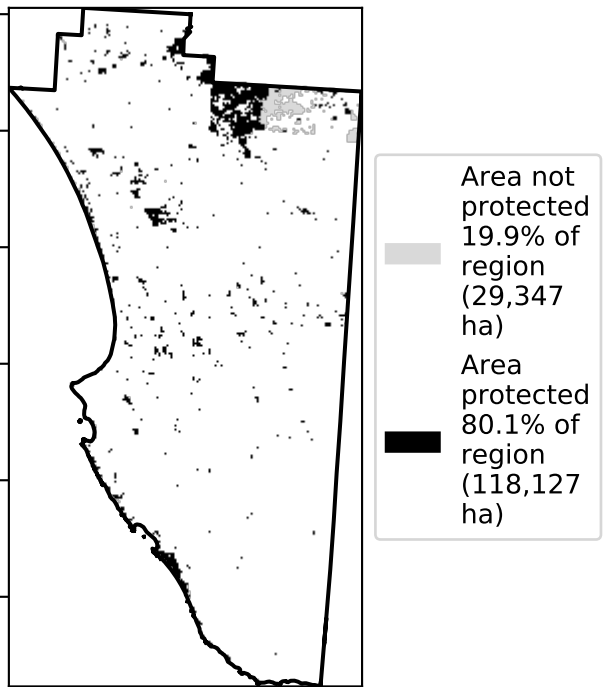 Area not
protected
19.9% of
region
(29,347
ha)
Area
protected
80.1% of
region
(118,127
ha)